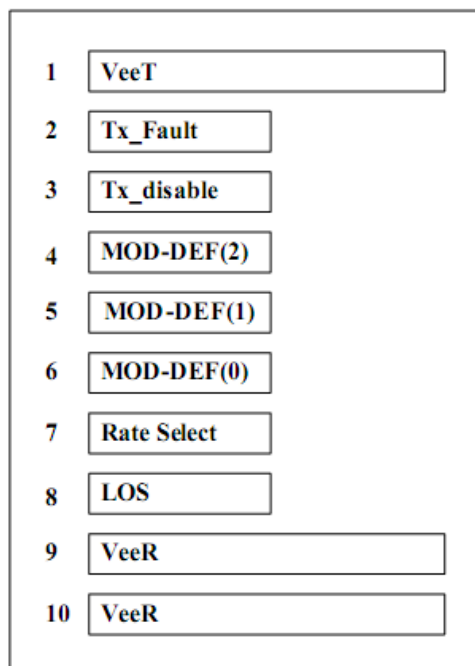 1 VeeT
2 Tx_Fault
3 Tx_disable
4 MOD-DEF(2)
5 MOD-DEF(1)
6 MOD-DEF(0)
7 Rate Select
8 LOS
9 VeeR
10 VeeR